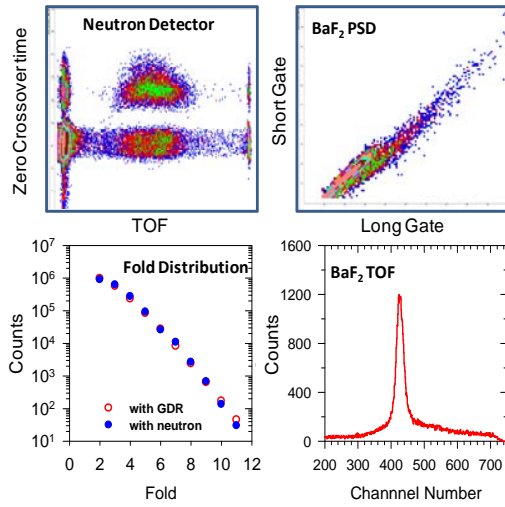 Neutron Detector
Zero Crossover time
TOF
BaF2 PSD
Short Gate
Long Gate
Fold Distribution
Counts
10^7
10^6
10^5
10^4
10^3
10^2
10^1
with GDR
with neutron
0 2 4 6 8 10 12
Fold
BaF2 TOF
Counts
1600
1200
800
400
0
200 300 400 500 600 700
Channnel Number